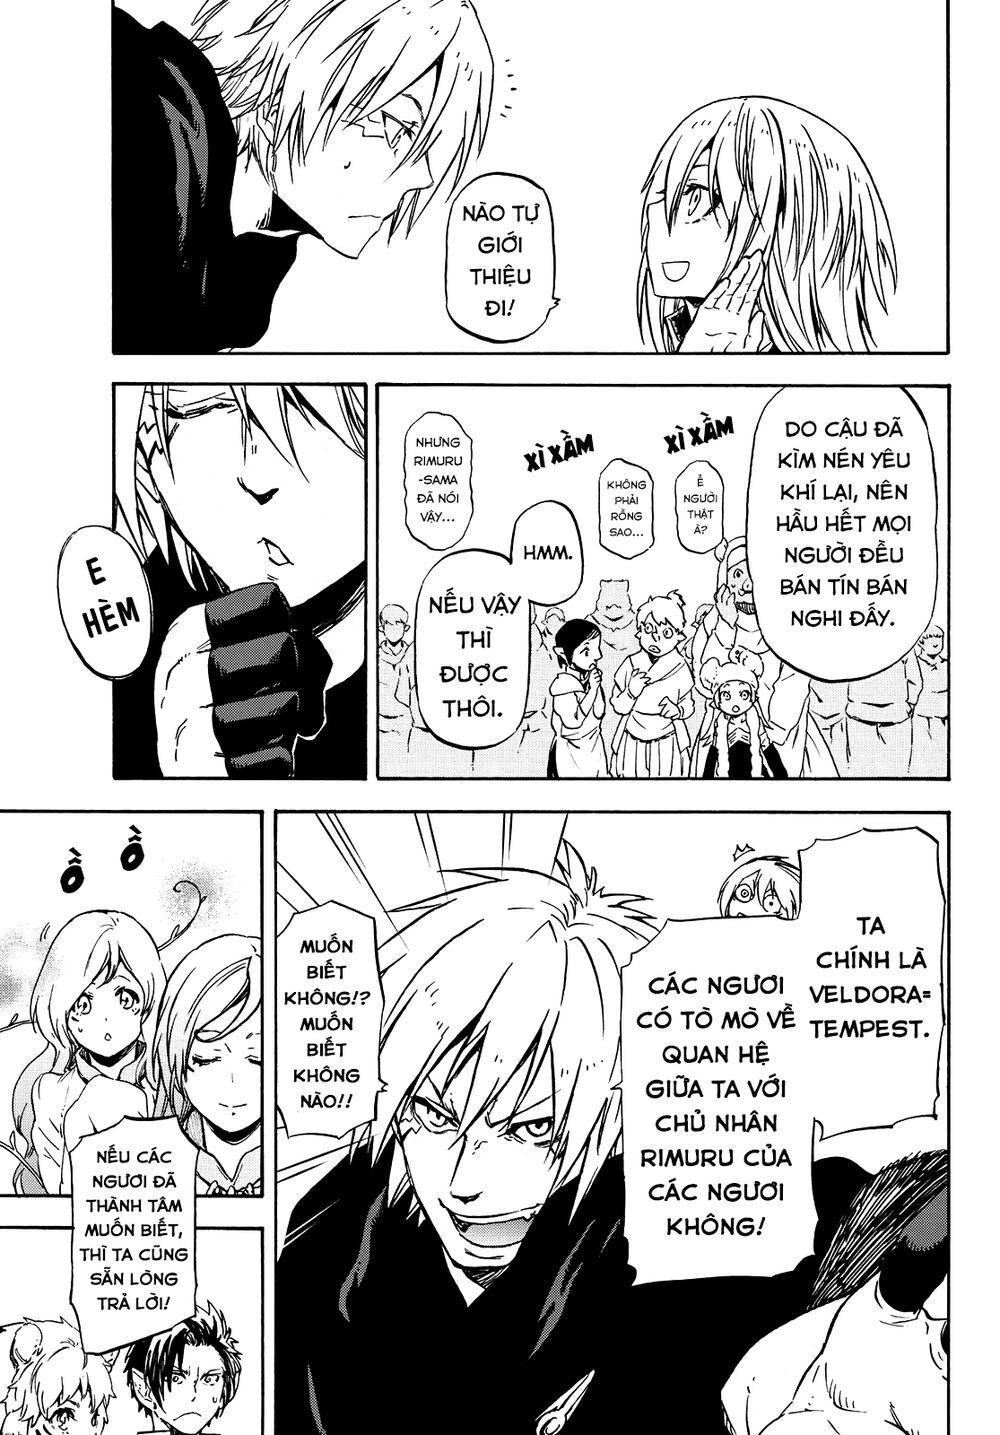 NÀO TỰ
GIỚI
THIỆU
ĐI!
DO CẬU ĐÃ
KÌM NÉN YÊU
KHÍ LẠI, NÊN
HẦU HẾT MỌI
NGƯỜI ĐỀU
BÁN TÍN BÁN
NGHI ĐẤY.
XÌ XẦM
Ể
NGƯỜI
THẬT
Á?
XÌ XẦM
KHÔNG
PHẢI
RỒNG
SAO...
NHƯNG
RIMURU
-SAMA
ĐÃ NÓI
VẬY...
HMM.
NẾU VẬY
THÌ
ĐƯỢC
THÔI.
E
HÈM
TA
CHÍNH LÀ
VELDORA=
TEMPEST.
CÁC NGƯƠI
CÓ TÒ MÒ VỀ
QUAN HỆ
GIỮA TA VỚI
CHỦ NHÂN
RIMURU CỦA
CÁC NGƯƠI
KHÔNG!
MUỐN
BIẾT
KHÔNG!?
MUỐN
BIẾT
KHÔNG
NÀO!!
Ồ Ồ
NẾU CÁC
NGƯƠI ĐÃ
THÀNH TÂM
MUỐN BIẾT,
THÌ TA CŨNG
SẴN LÒNG
TRẢ LỜI!